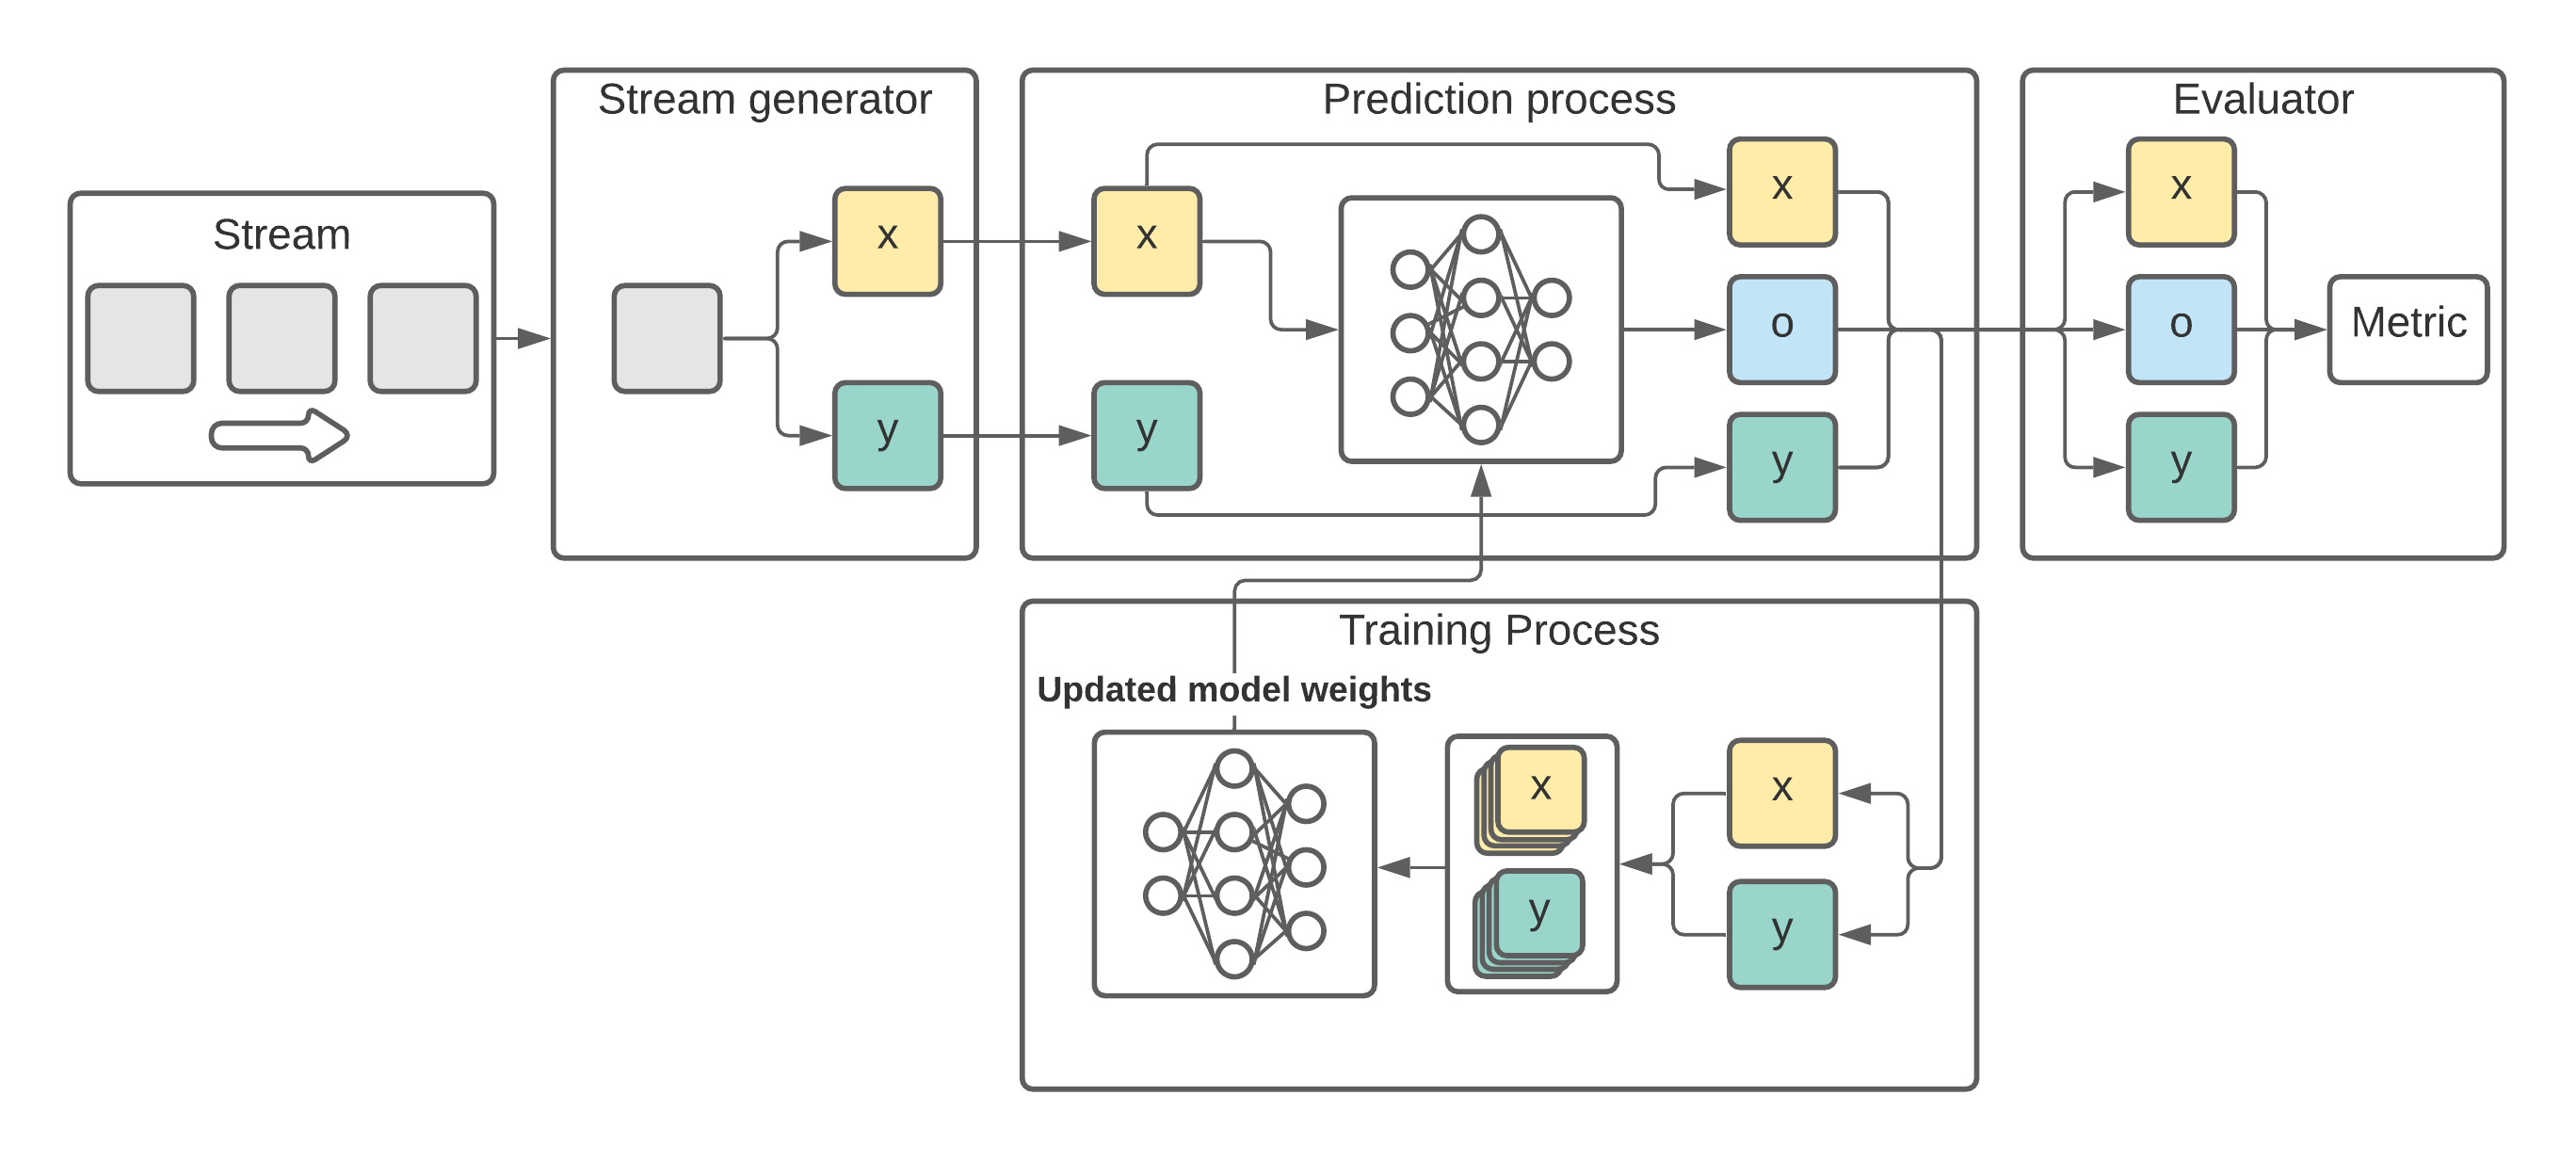 Stream
Stream generator
x
y
Prediction process
x
y
x
o
y
Evaluator
x
o
y
Metric
Training Process
Updated model weights
x
y
x
y